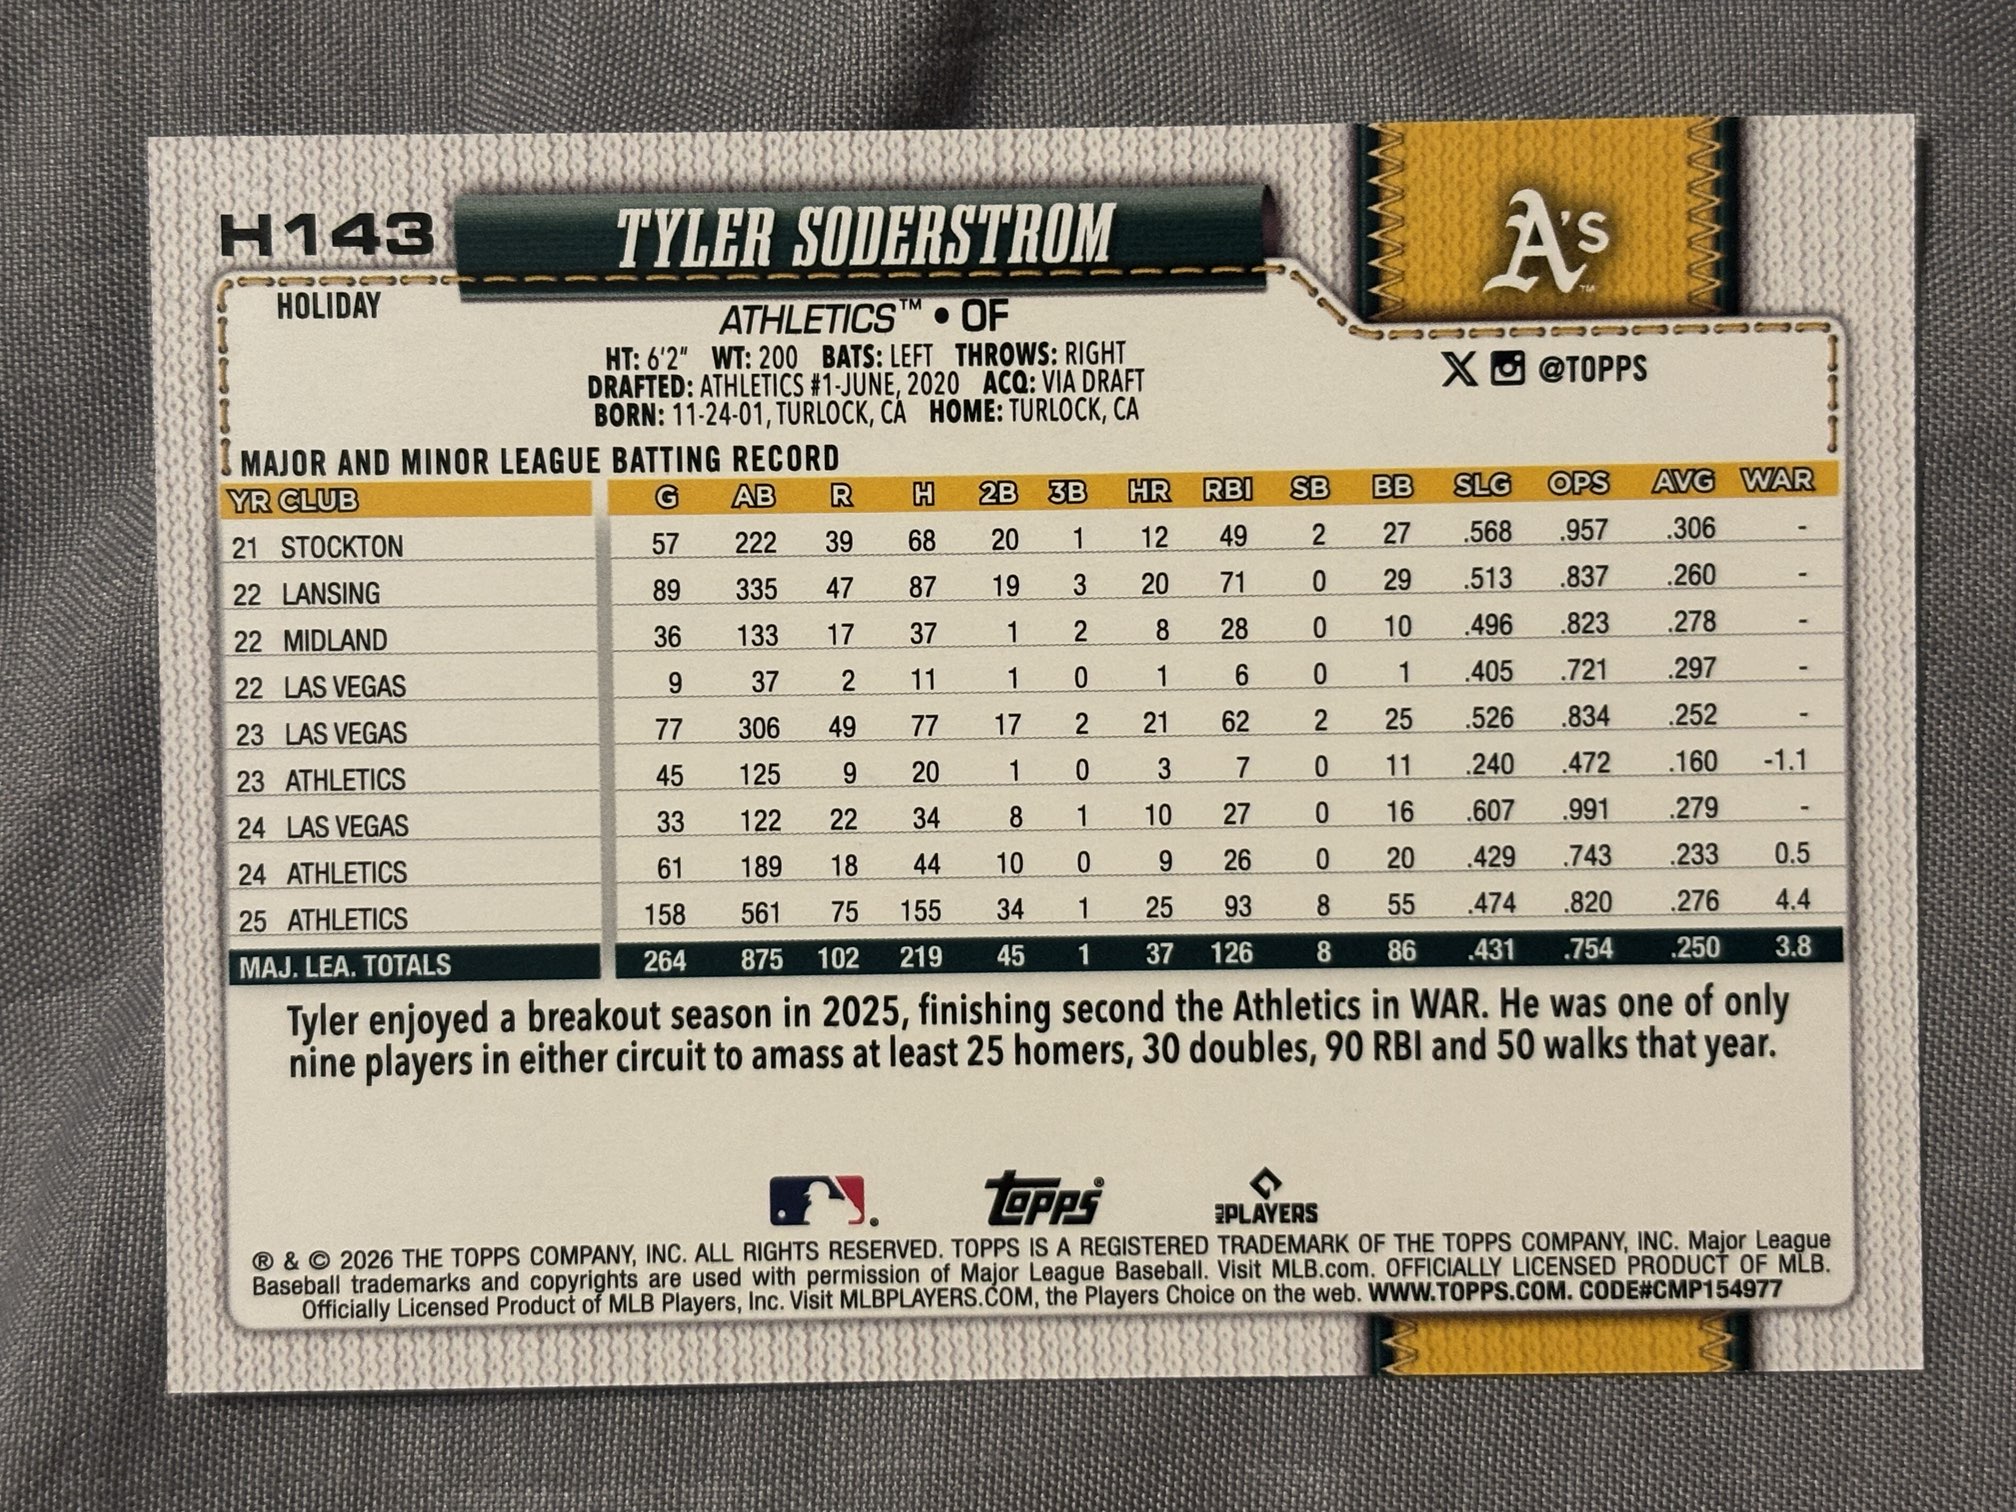 H143
TYLER SODERSTROM
A's ™
HOLIDAY
ATHLETICS™ • OF
HT: 6'2" WT: 200 BATS: LEFT THROWS: RIGHT
DRAFTED: ATHLETICS #1-JUNE, 2020 ACQ: VIA DRAFT
BORN: 11-24-01, TURLOCK, CA HOME: TURLOCK, CA
X @TOPPS
MAJOR AND MINOR LEAGUE BATTING RECORD
YR CLUB G AB R H 2B 3B HR RBI SB BB SLG OPS AVG WAR
21 STOCKTON 57 222 39 68 20 1 12 49 2 27 .568 .957 .306 -
22 LANSING 89 335 47 87 19 3 20 71 0 29 .513 .837 .260 -
22 MIDLAND 36 133 17 37 1 2 8 28 0 10 .496 .823 .278 -
22 LAS VEGAS 9 37 2 11 1 0 1 6 0 1 .405 .721 .297 -
23 LAS VEGAS 77 306 49 77 17 2 21 62 2 25 .526 .834 .252 -
23 ATHLETICS 45 125 9 20 1 0 3 7 0 11 .240 .472 .160 -1.1
24 LAS VEGAS 33 122 22 34 8 1 10 27 0 16 .607 .991 .279 -
24 ATHLETICS 61 189 18 44 10 0 9 26 0 20 .429 .743 .233 0.5
25 ATHLETICS 158 561 75 155 34 1 25 93 8 55 .474 .820 .276 4.4
MAJ. LEA. TOTALS 264 875 102 219 45 1 37 126 8 86 .431 .754 .250 3.8
Tyler enjoyed a breakout season in 2025, finishing second the Athletics in WAR. He was one of only
nine players in either circuit to amass at least 25 homers, 30 doubles, 90 RBI and 50 walks that year.
topps® MLBPLAYERS
® & © 2026 THE TOPPS COMPANY, INC. ALL RIGHTS RESERVED. TOPPS IS A REGISTERED TRADEMARK OF THE TOPPS COMPANY, INC. Major League
Baseball trademarks and copyrights are used with permission of Major League Baseball. Visit MLB.com. OFFICIALLY LICENSED PRODUCT OF MLB.
Officially Licensed Product of MLB Players, Inc. Visit MLBPLAYERS.COM, the Players Choice on the web. WWW.TOPPS.COM. CODE#CMP154977